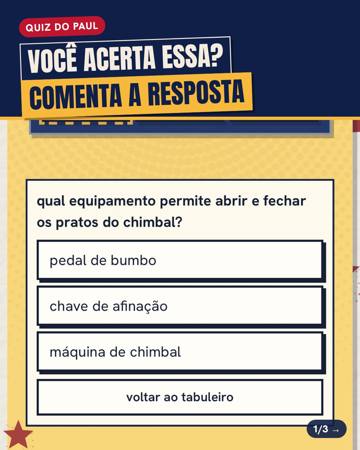 QUIZ DO PAUL
VOCÊ ACERTA ESSA?
COMENTA A RESPOSTA
qual equipamento permite abrir e fechar
os pratos do chimbal?
pedal de bumbo
chave de afinação
máquina de chimbal
voltar ao tabuleiro
1/3 →